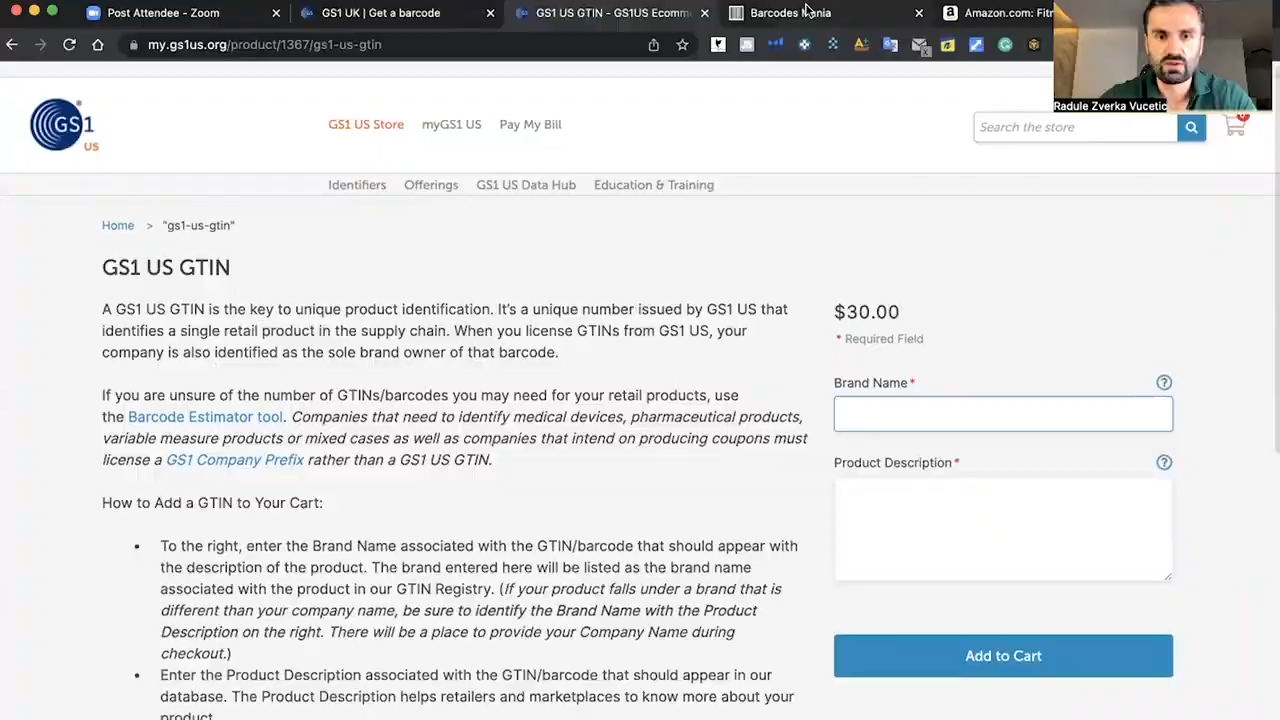 Post Attendee - Zoom
GS1 UK | Get a barcode
GS1 US GTIN - GS1US Ecomm
Barcodes Mania
Amazon.com: Fitn
my.gs1us.org/product/1367/gs1-us-gtin
Radule Zverka Vucetic
GS1
US
GS1 US Store
myGS1 US
Pay My Bill
Search the store
Identifiers
Offerings
GS1 US Data Hub
Education & Training
Home > "gs1-us-gtin"
GS1 US GTIN
A GS1 US GTIN is the key to unique product identification. It's a unique number issued by GS1 US that
identifies a single retail product in the supply chain. When you license GTINs from GS1 US, your
company is also identified as the sole brand owner of that barcode.
If you are unsure of the number of GTINs/barcodes you may need for your retail products, use
the Barcode Estimator tool. Companies that need to identify medical devices, pharmaceutical products,
variable measure products or mixed cases as well as companies that intend on producing coupons must
license a GS1 Company Prefix rather than a GS1 US GTIN.
How to Add a GTIN to Your Cart:
• To the right, enter the Brand Name associated with the GTIN/barcode that should appear with
the description of the product. The brand entered here will be listed as the brand name
associated with the product in our GTIN Registry. (If your product falls under a brand that is
different than your company name, be sure to identify the Brand Name with the Product
Description on the right. There will be a place to provide your Company Name during
checkout.)
• Enter the Product Description associated with the GTIN/barcode that should appear in our
database. The Product Description helps retailers and marketplaces to know more about your
product.
$30.00
* Required Field
Brand Name*
Product Description*
Add to Cart